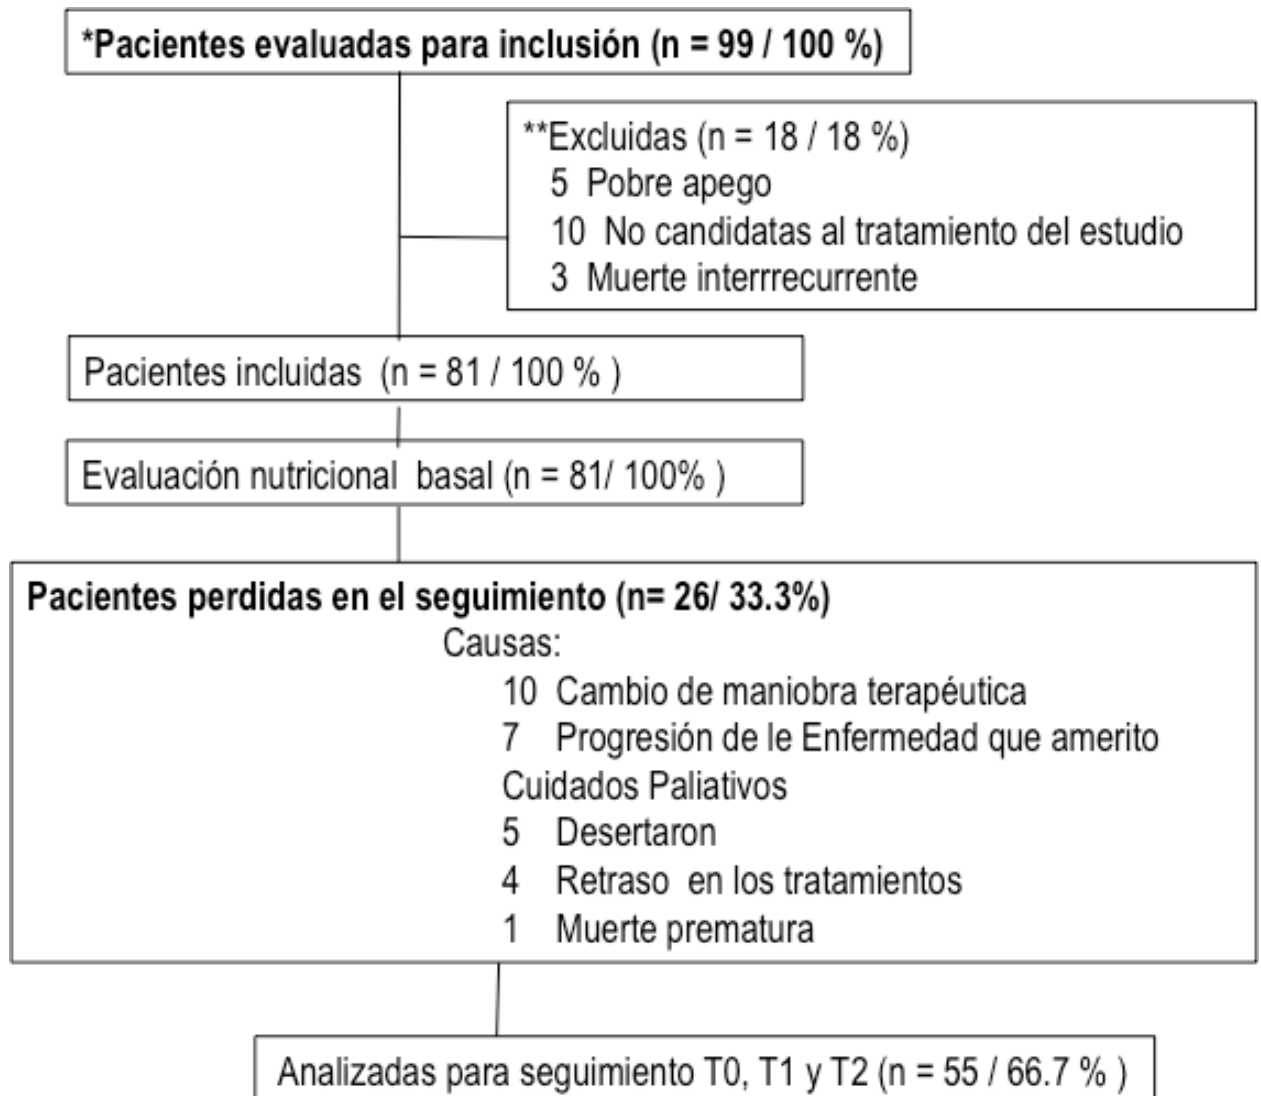 *Pacientes evaluadas para inclusión (n = 99 / 100 %)
**Excluidas (n = 18 / 18 %)
5 Pobre apego
10 No candidatas al tratamiento del estudio
3 Muerte interrrecurrente
Pacientes incluidas (n = 81 / 100 % )
Evaluación nutricional basal (n = 81/ 100% )
Pacientes perdidas en el seguimiento (n= 26/ 33.3%)
Causas:
10 Cambio de maniobra terapéutica
7 Progresión de le Enfermedad que amerito
Cuidados Paliativos
5 Desertaron
4 Retraso en los tratamientos
1 Muerte prematura
Analizadas para seguimiento T0, T1 y T2 (n = 55 / 66.7 % )